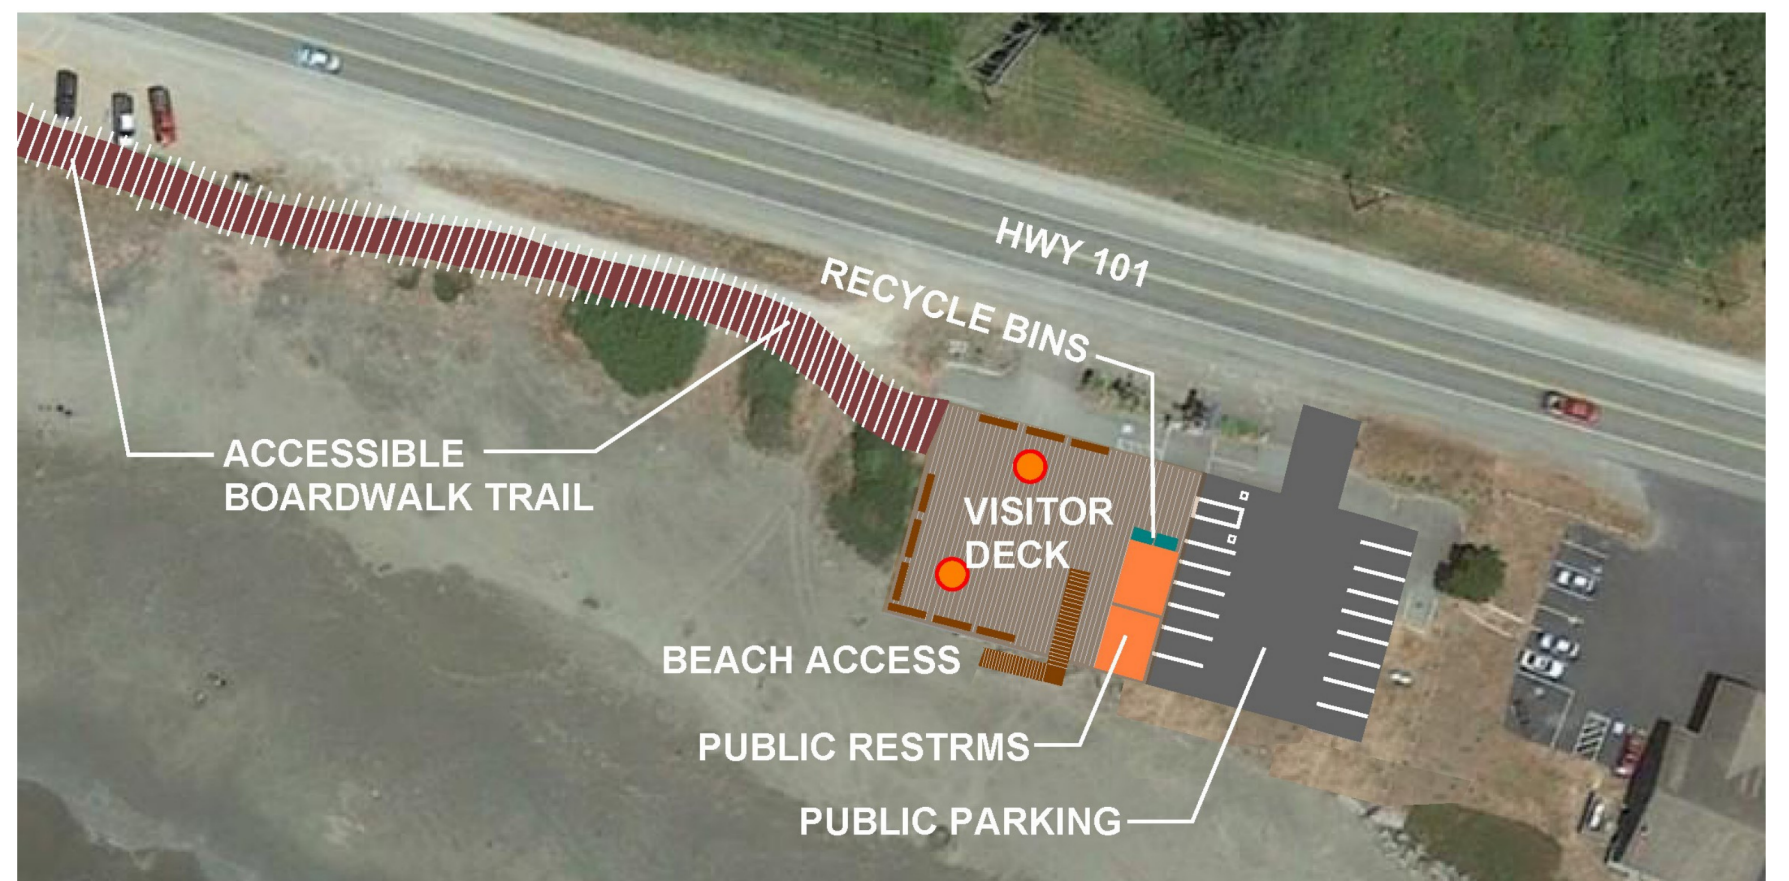 HWY 101
RECYCLE BINS
ACCESSIBLE
BOARDWALK TRAIL
VISITOR
DECK
BEACH ACCESS
PUBLIC RESTRMS
PUBLIC PARKING